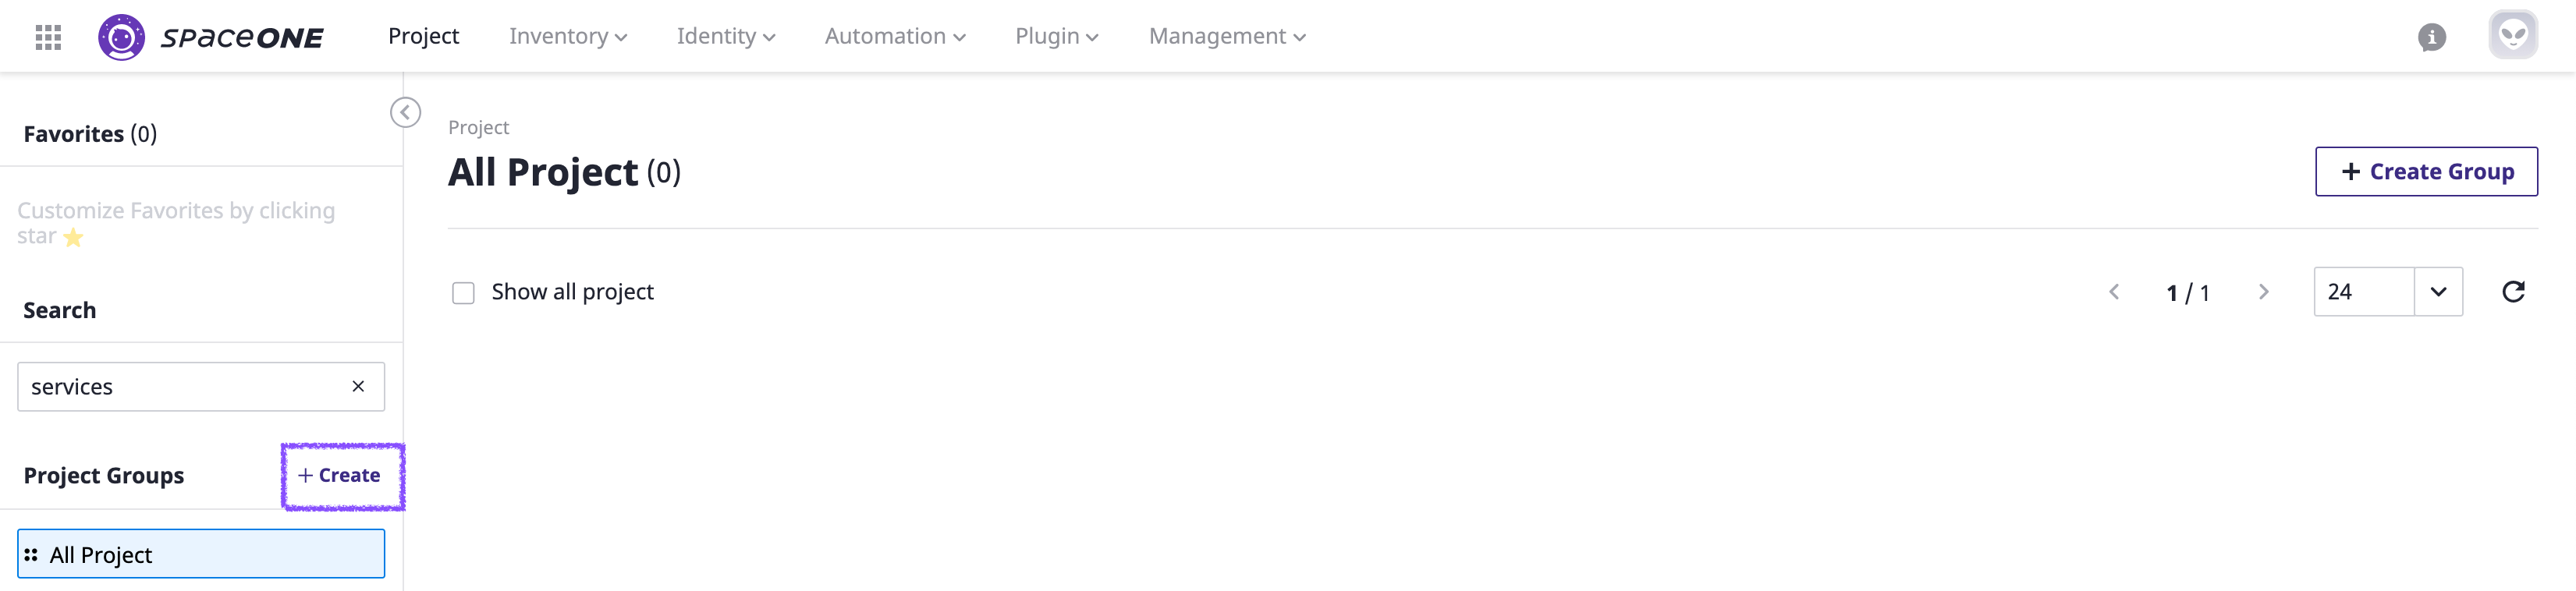 spaceONE
Project
Inventory
Identity
Automation
Plugin
Management
Favorites (0)
Customize Favorites by clicking
star
Search
services
Project Groups
+ Create
All Project
Project
All Project (0)
+ Create Group
Show all project
1 / 1
24